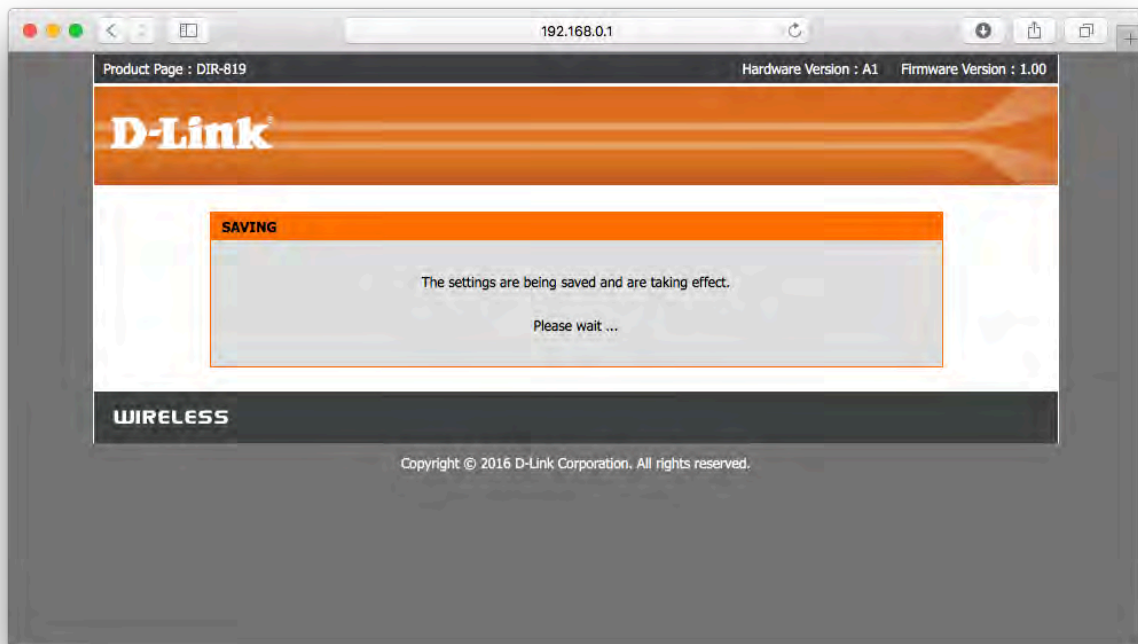 192.168.0.1
Product Page : DIR-819 Hardware Version : A1 Firmware Version : 1.00
D-Link
SAVING
The settings are being saved and are taking effect.
Please wait ...
WIRELESS
Copyright © 2016 D-Link Corporation. All rights reserved.